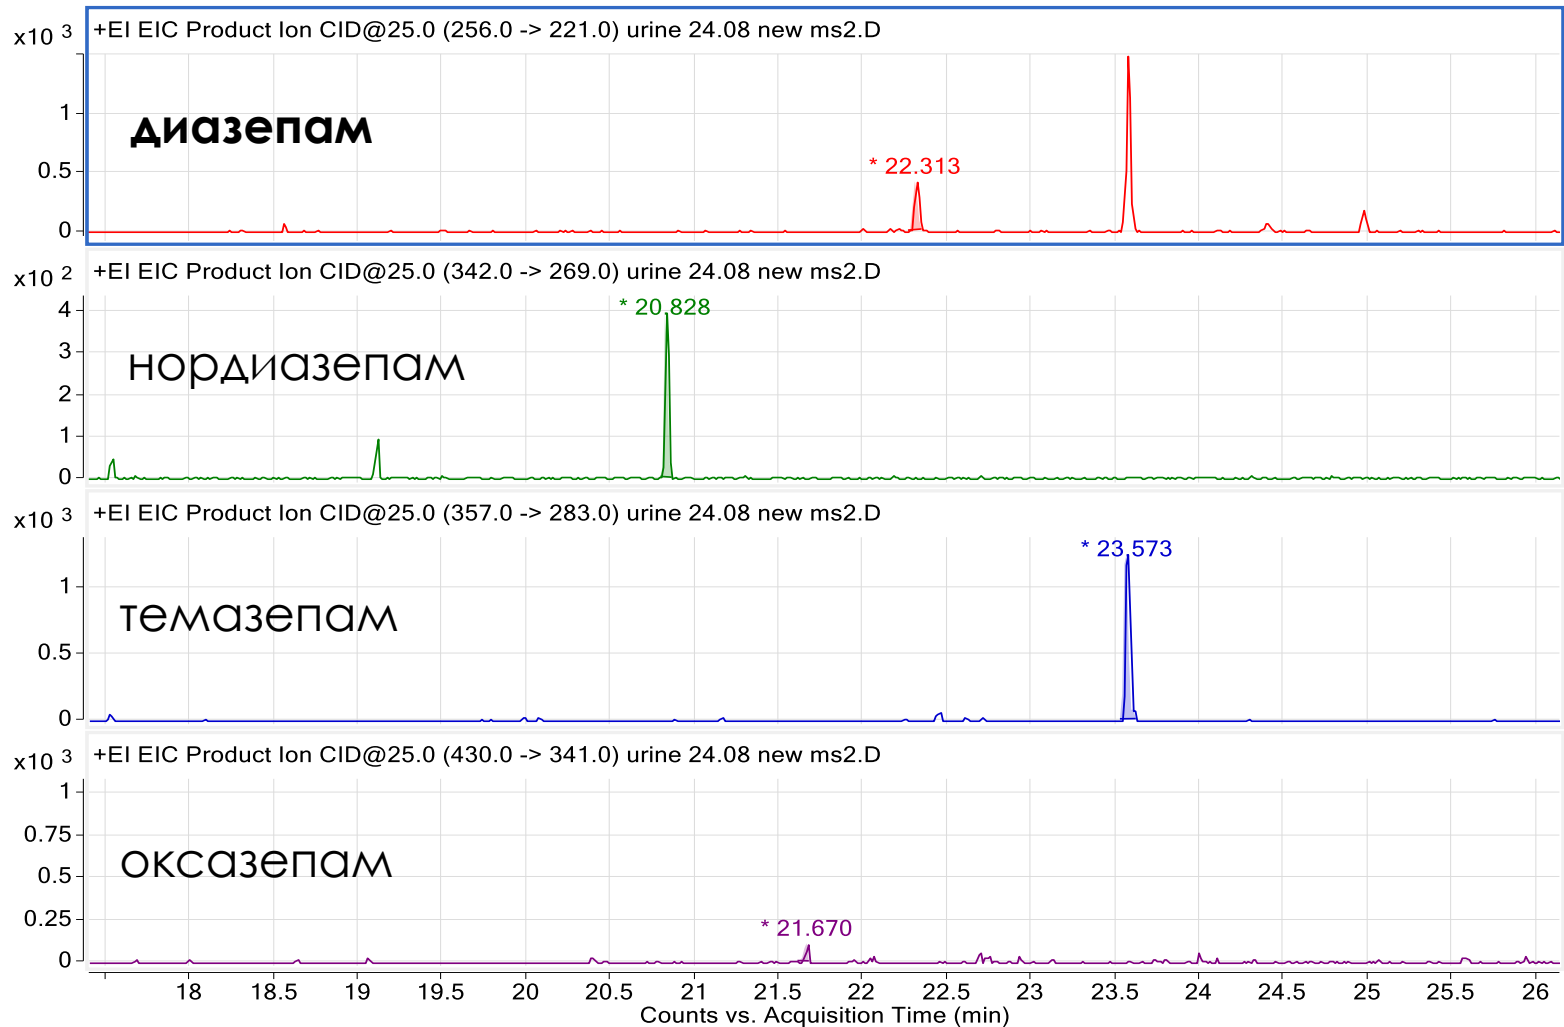 x10 3
+EI EIC Product Ion CID@25.0 (256.0 -> 221.0) urine 24.08 new ms2.D
1
0.5
0
диазепам
* 22.313
x10 2
+EI EIC Product Ion CID@25.0 (342.0 -> 269.0) urine 24.08 new ms2.D
4
3
2
1
0
нордиазепам
* 20.828
x10 3
+EI EIC Product Ion CID@25.0 (357.0 -> 283.0) urine 24.08 new ms2.D
1
0.5
0
темазепам
* 23.573
x10 3
+EI EIC Product Ion CID@25.0 (430.0 -> 341.0) urine 24.08 new ms2.D
1
0.75
0.5
0.25
0
оксазепам
* 21.670
18 18.5 19 19.5 20 20.5 21 21.5 22 22.5 23 23.5 24 24.5 25 25.5 26
Counts vs. Acquisition Time (min)